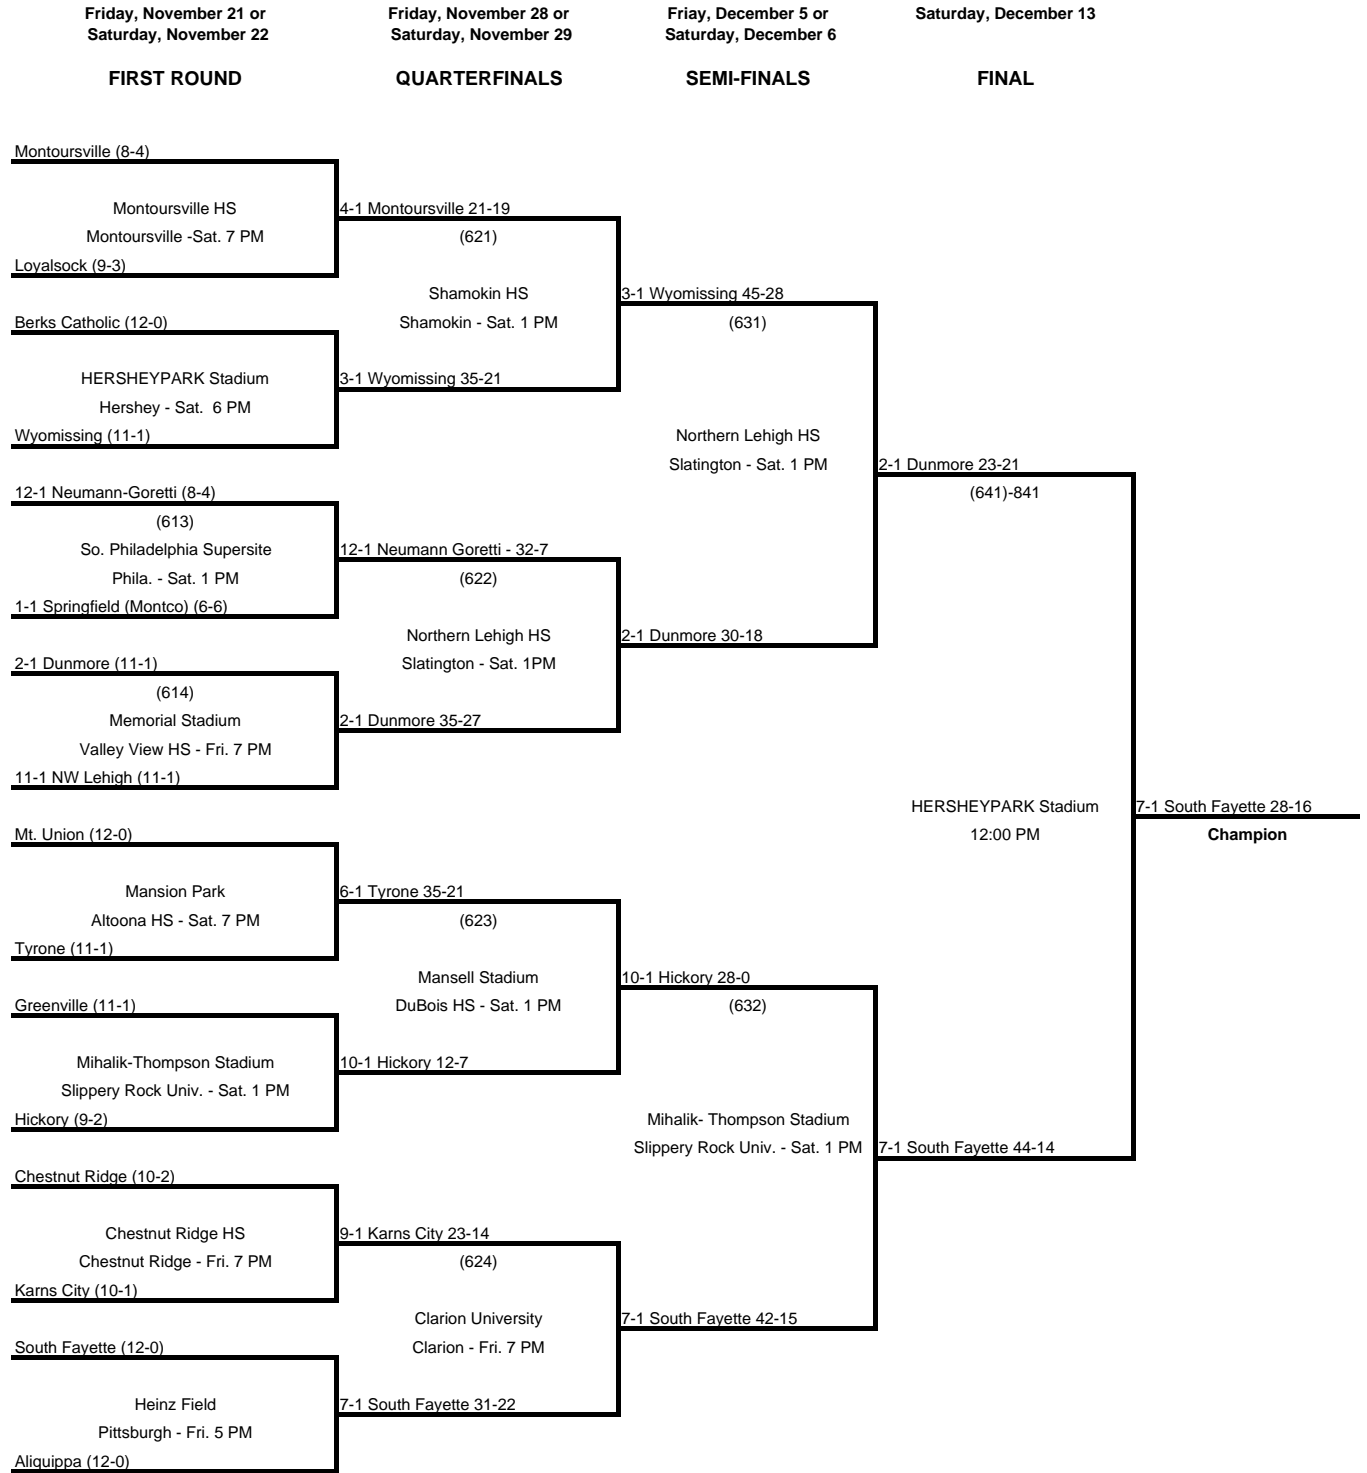 Friday, November 21 or
Saturday, November 22
Friday, November 28 or
Saturday, November 29
Friay, December 5 or
Saturday, December 6
Saturday, December 13
FIRST ROUND
QUARTERFINALS
SEMI-FINALS
FINAL
Montoursville (8-4)
Montoursville HS
Montoursville -Sat. 7 PM
Loyalsock (9-3)
Berks Catholic (12-0)
HERSHEYPARK Stadium
Hershey - Sat.  6 PM
Wyomissing (11-1)
12-1 Neumann-Goretti (8-4)
(613)
So. Philadelphia Supersite
Phila. - Sat. 1 PM
1-1 Springfield (Montco) (6-6)
2-1 Dunmore (11-1)
(614)
Memorial Stadium
Valley View HS - Fri. 7 PM
11-1 NW Lehigh (11-1)
Mt. Union (12-0)
Mansion Park
Altoona HS - Sat. 7 PM
Tyrone (11-1)
Greenville (11-1)
Mihalik-Thompson Stadium
Slippery Rock Univ. - Sat. 1 PM
Hickory (9-2)
Chestnut Ridge (10-2)
Chestnut Ridge HS
Chestnut Ridge - Fri. 7 PM
Karns City (10-1)
South Fayette (12-0)
Heinz Field
Pittsburgh - Fri. 5 PM
Aliquippa (12-0)
4-1 Montoursville 21-19
(621)
Shamokin HS
Shamokin - Sat. 1 PM
3-1 Wyomissing 35-21
12-1 Neumann Goretti - 32-7
(622)
Northern Lehigh HS
Slatington - Sat. 1PM
2-1 Dunmore 35-27
6-1 Tyrone 35-21
(623)
Mansell Stadium
DuBois HS - Sat. 1 PM
10-1 Hickory 12-7
9-1 Karns City 23-14
(624)
Clarion University
Clarion - Fri. 7 PM
7-1 South Fayette 31-22
3-1 Wyomissing 45-28
(631)
Northern Lehigh HS
Slatington - Sat. 1 PM
2-1 Dunmore 30-18
10-1 Hickory 28-0
(632)
Mihalik- Thompson Stadium
Slippery Rock Univ. - Sat. 1 PM
7-1 South Fayette 42-15
2-1 Dunmore 23-21
(641)-841
HERSHEYPARK Stadium
12:00 PM
7-1 South Fayette 44-14
7-1 South Fayette 28-16
Champion